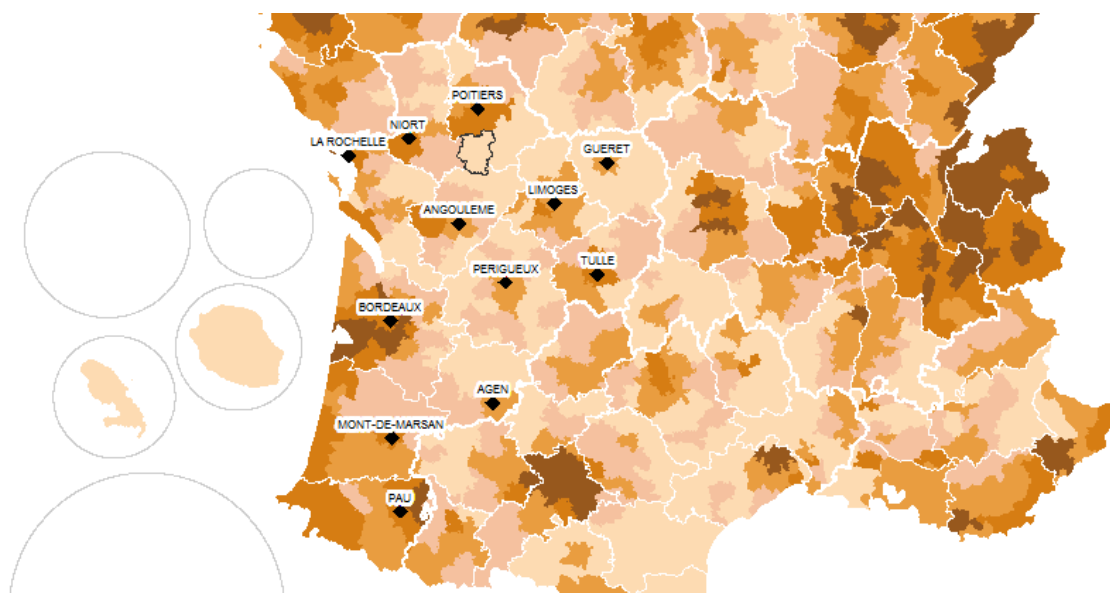 POITIERS
NIORT
LA ROCHELLE
GUERET
LIMOGES
ANGOULEME
TULLE
PERIGUEUX
BORDEAUX
AGEN
MONT-DE-MARSAN
PAU